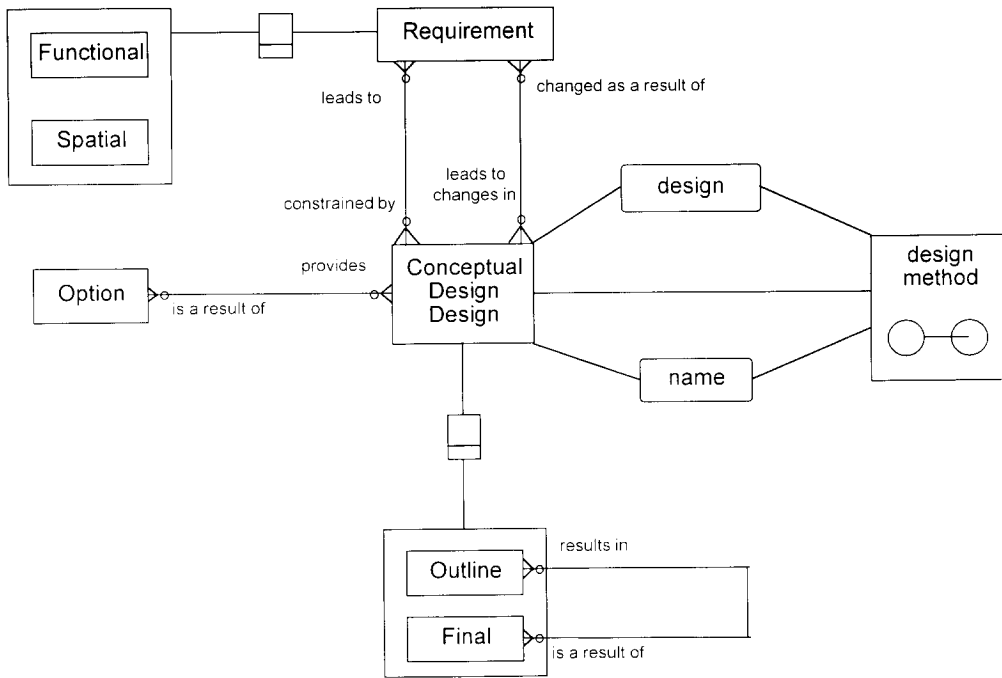 Functional
Spatial
Requirement
leads to
changed as a result of
constrained by
leads to
changes in
design
design
method
Option
provides
is a result of
Conceptual
Design
Design
name
Outline
results in
Final
is a result of